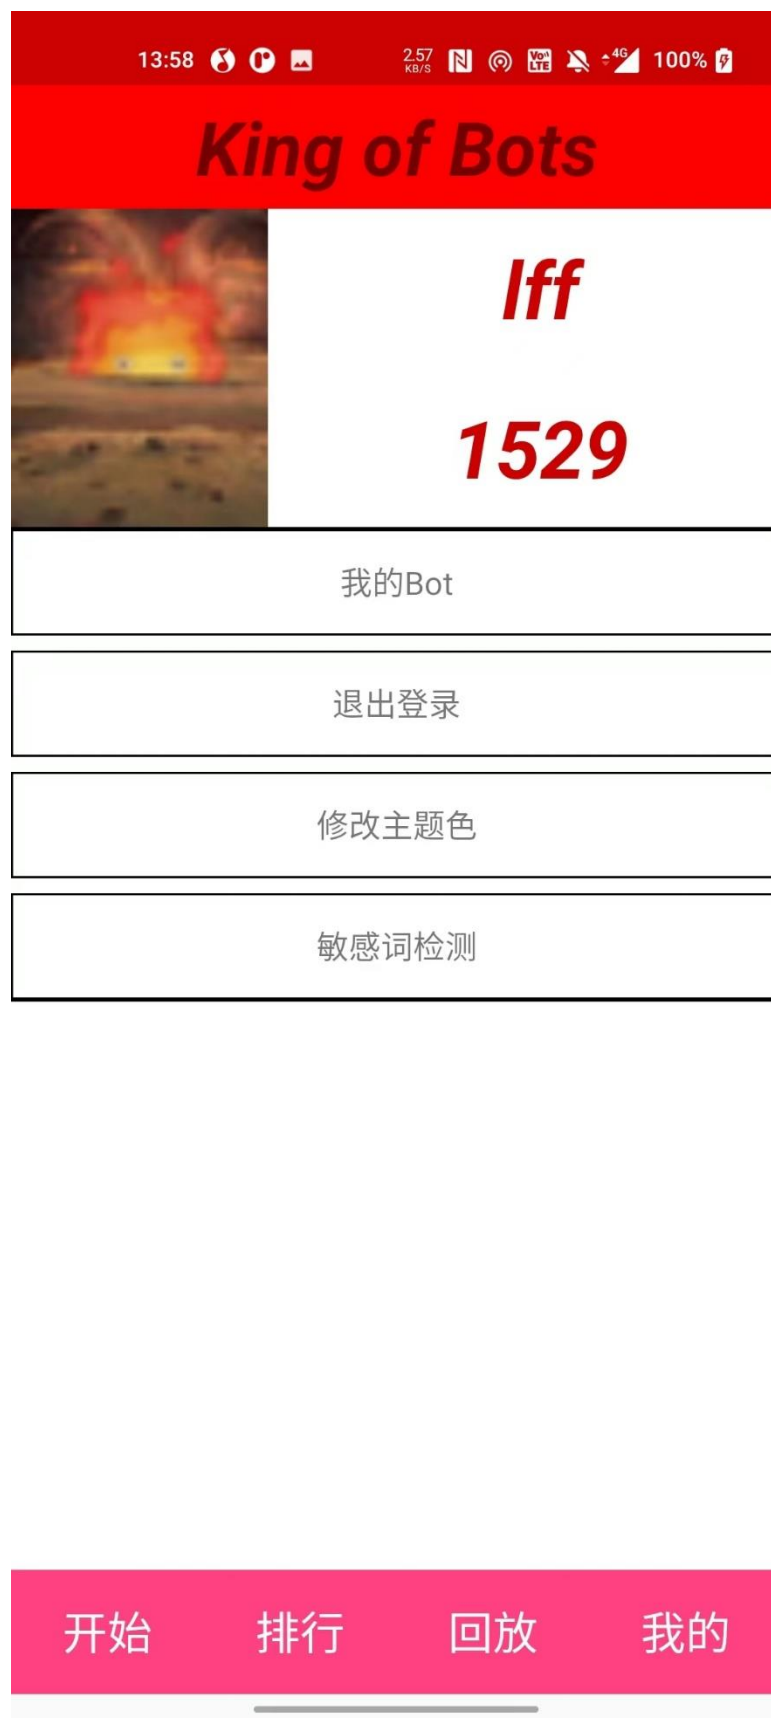 13:58 2.57 KB/S Vo LTE 4G 100%
King of Bots
lff
1529
我的Bot
退出登录
修改主题色
敏感词检测
开始 排行 回放 我的